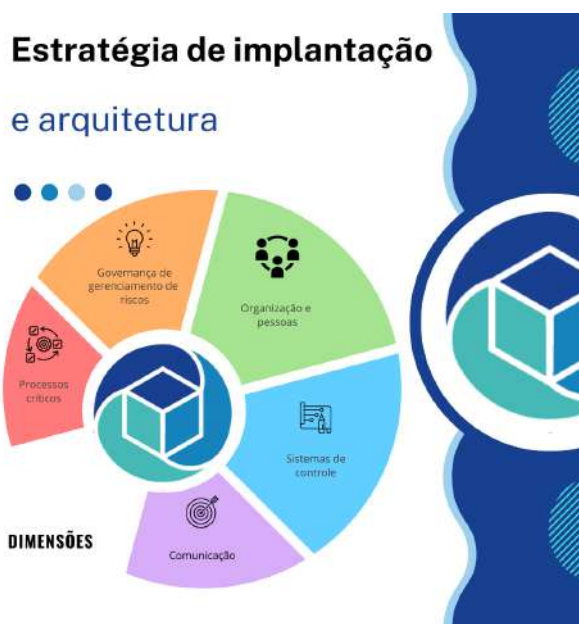 Estratégia de implantação
e arquitetura
Governança de
gerenciamento de
riscos
Organização e
pessoas
Processos
críticos
Sistemas de
controle
DIMENSÕES
Comunicação